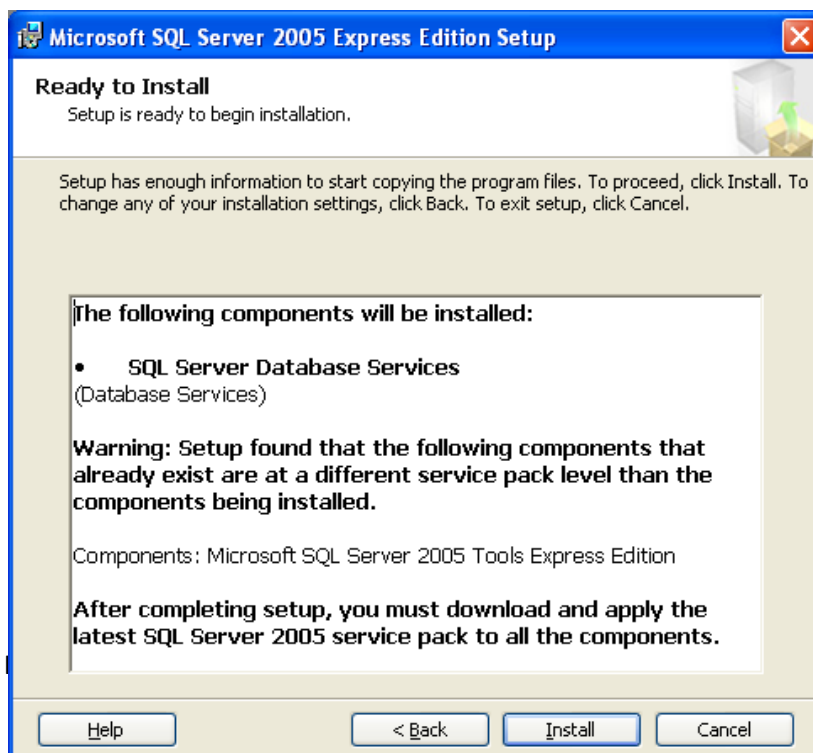 Microsoft SQL Server 2005 Express Edition Setup
Ready to Install
Setup is ready to begin installation.
Setup has enough information to start copying the program files. To proceed, click Install. To
change any of your installation settings, click Back. To exit setup, click Cancel.
The following components will be installed:
• SQL Server Database Services
(Database Services)
Warning: Setup found that the following components that
already exist are at a different service pack level than the
components being installed.
Components: Microsoft SQL Server 2005 Tools Express Edition
After completing setup, you must download and apply the
latest SQL Server 2005 service pack to all the components.
Help < Back Install Cancel